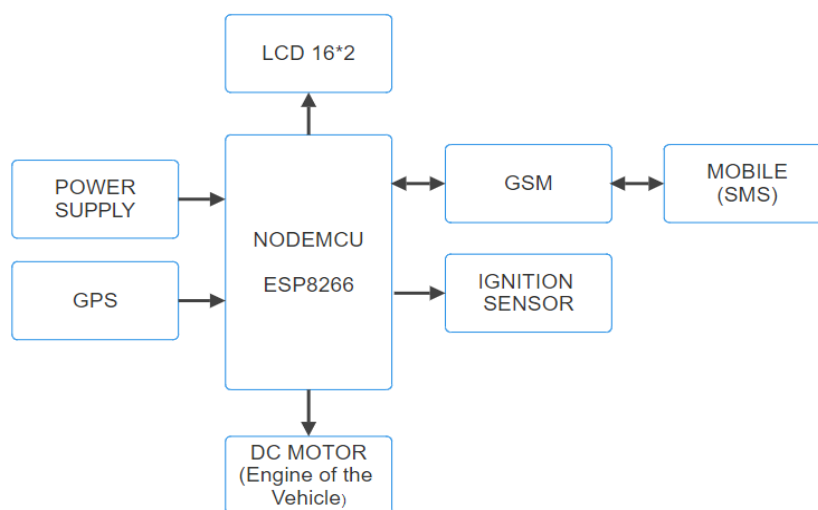 LCD 16*2
POWER
SUPPLY
GPS
NODEMCU
ESP8266
GSM
MOBILE
(SMS)
IGNITION
SENSOR
DC MOTOR
(Engine of the
Vehicle)